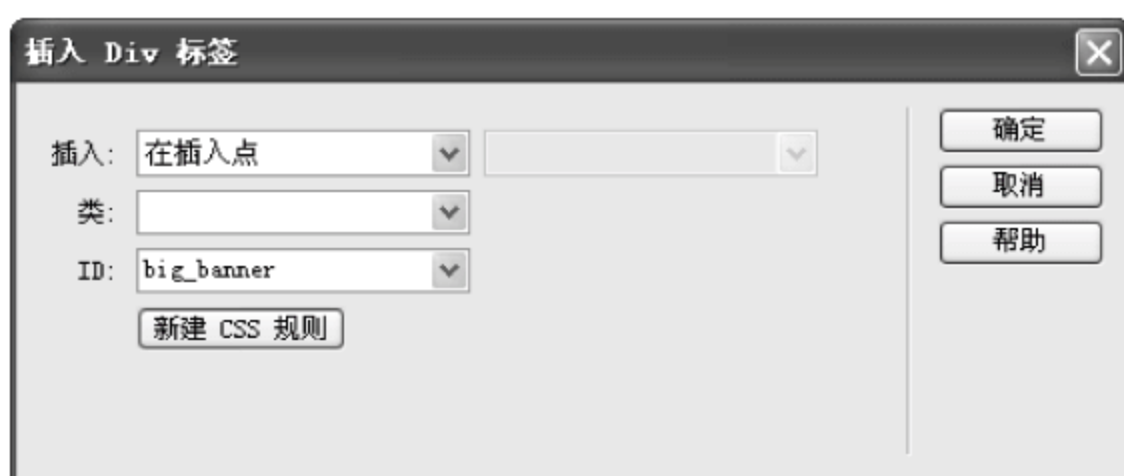 插入 Div 标签
插入: 在插入点
确定
类:
取消
ID: big_banner
帮助
新建 CSS 规则